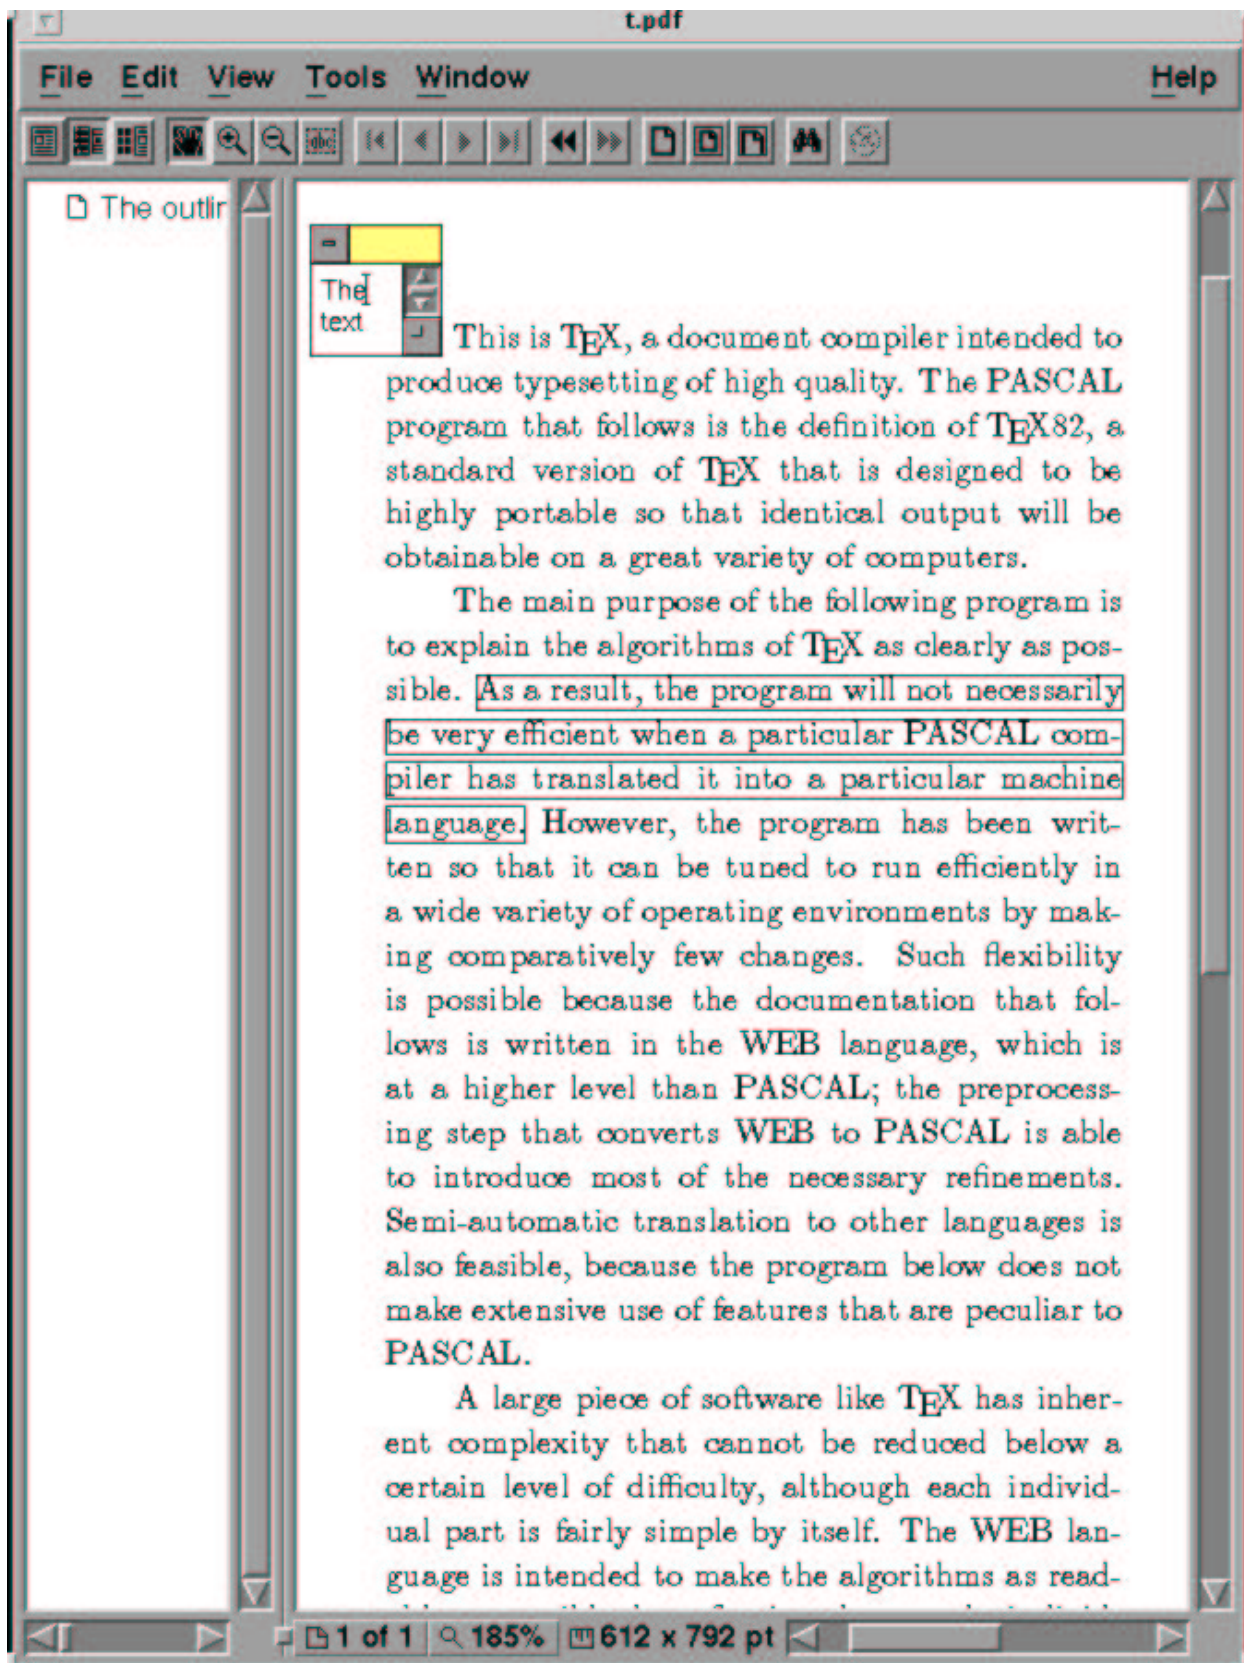 t.pdf
File Edit View Tools Window Help
abc
The outlin
The
text
This is TEX, a document compiler intended to
produce typesetting of high quality. The PASCAL
program that follows is the definition of TEX82, a
standard version of TEX that is designed to be
highly portable so that identical output will be
obtainable on a great variety of computers.
The main purpose of the following program is
to explain the algorithms of TEX as clearly as pos-
sible. As a result, the program will not necessarily
be very efficient when a particular PASCAL com-
piler has translated it into a particular machine
language. However, the program has been writ-
ten so that it can be tuned to run efficiently in
a wide variety of operating environments by mak-
ing comparatively few changes. Such flexibility
is possible because the documentation that fol-
lows is written in the WEB language, which is
at a higher level than PASCAL; the preprocess-
ing step that converts WEB to PASCAL is able
to introduce most of the necessary refinements.
Semi-automatic translation to other languages is
also feasible, because the program below does not
make extensive use of features that are peculiar to
PASCAL.
A large piece of software like TEX has inher-
ent complexity that cannot be reduced below a
certain level of difficulty, although each individ-
ual part is fairly simple by itself. The WEB lan-
guage is intended to make the algorithms as read-
1 of 1 185% 612 x 792 pt